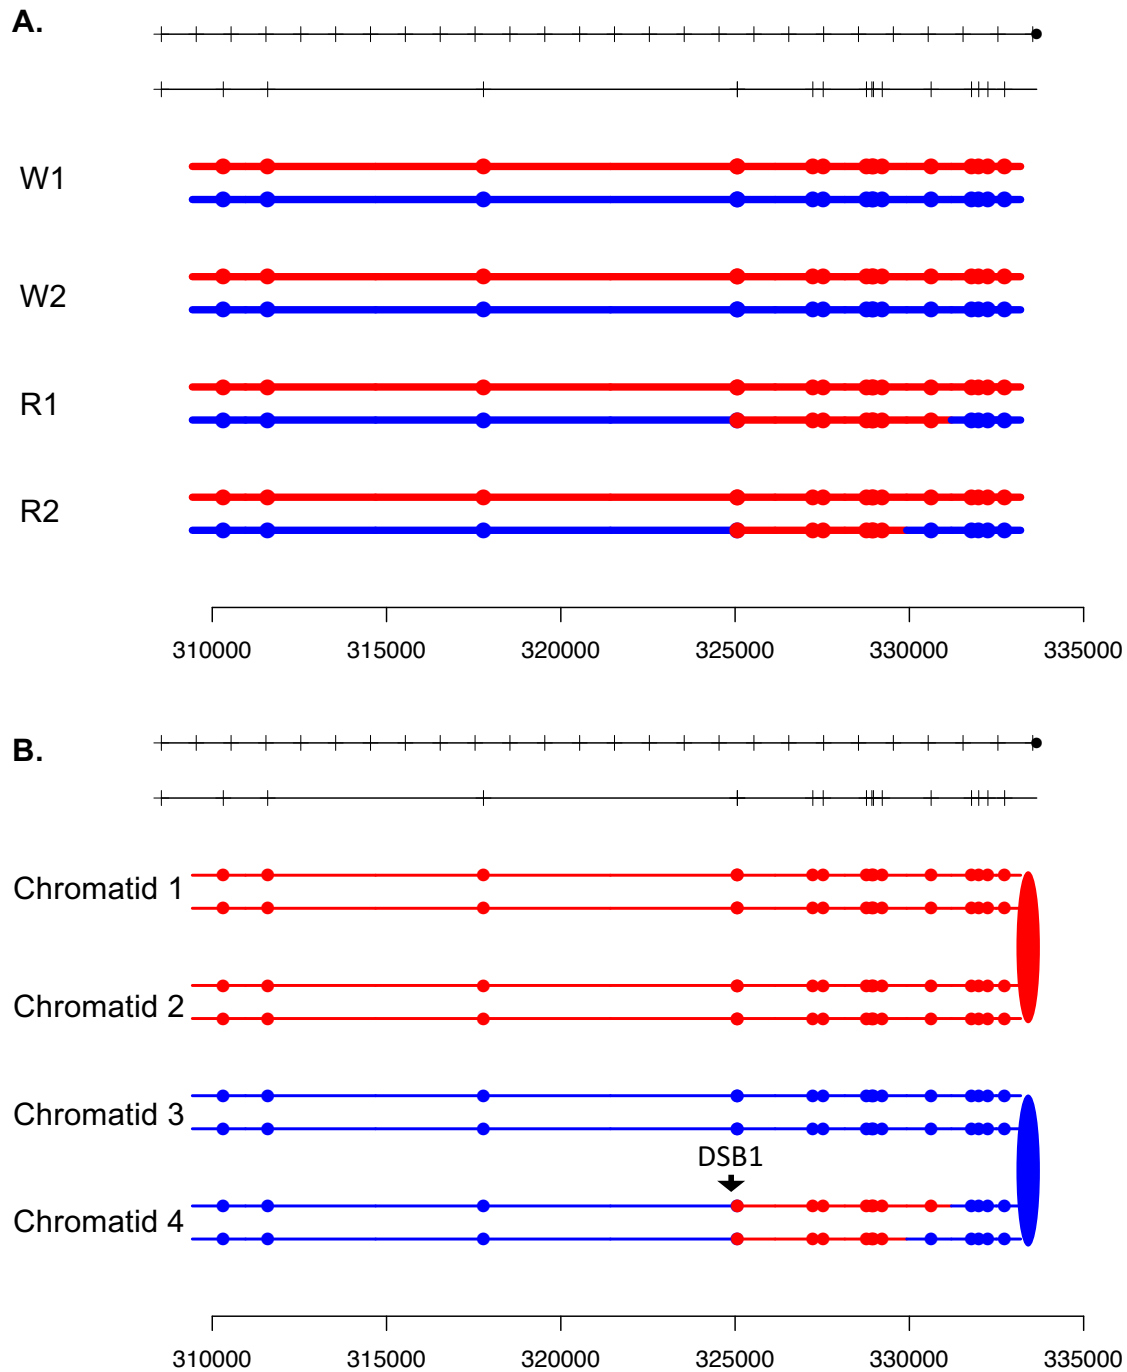 A.
W1
W2
R1
R2
310000 315000 320000 325000 330000 335000
B.
Chromatid 1
Chromatid 2
Chromatid 3
DSB1
Chromatid 4
310000 315000 320000 325000 330000 335000